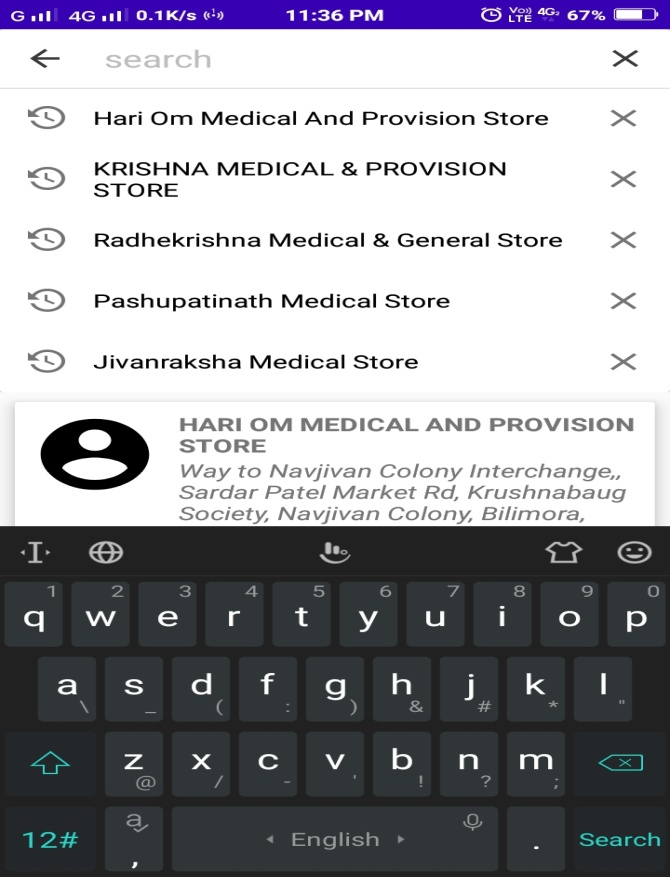 G 4G 0.1K/s 11:36 PM Vo)) LTE 4G 67%
search
Hari Om Medical And Provision Store
KRISHNA MEDICAL & PROVISION
STORE
Radhekrishna Medical & General Store
Pashupatinath Medical Store
Jivanraksha Medical Store
HARI OM MEDICAL AND PROVISION
STORE
Way to Navjivan Colony Interchange,,
Sardar Patel Market Rd, Krushnabaug
Society, Navjivan Colony, Bilimora,
1 2 3 4 5 6 7 8 9 0
q w e r t y u i o p
a s d f g h j k l
\ _ ( : ) & # * "
z x c v b n m
@ / - ' ! ? ;
12# a , English . Search